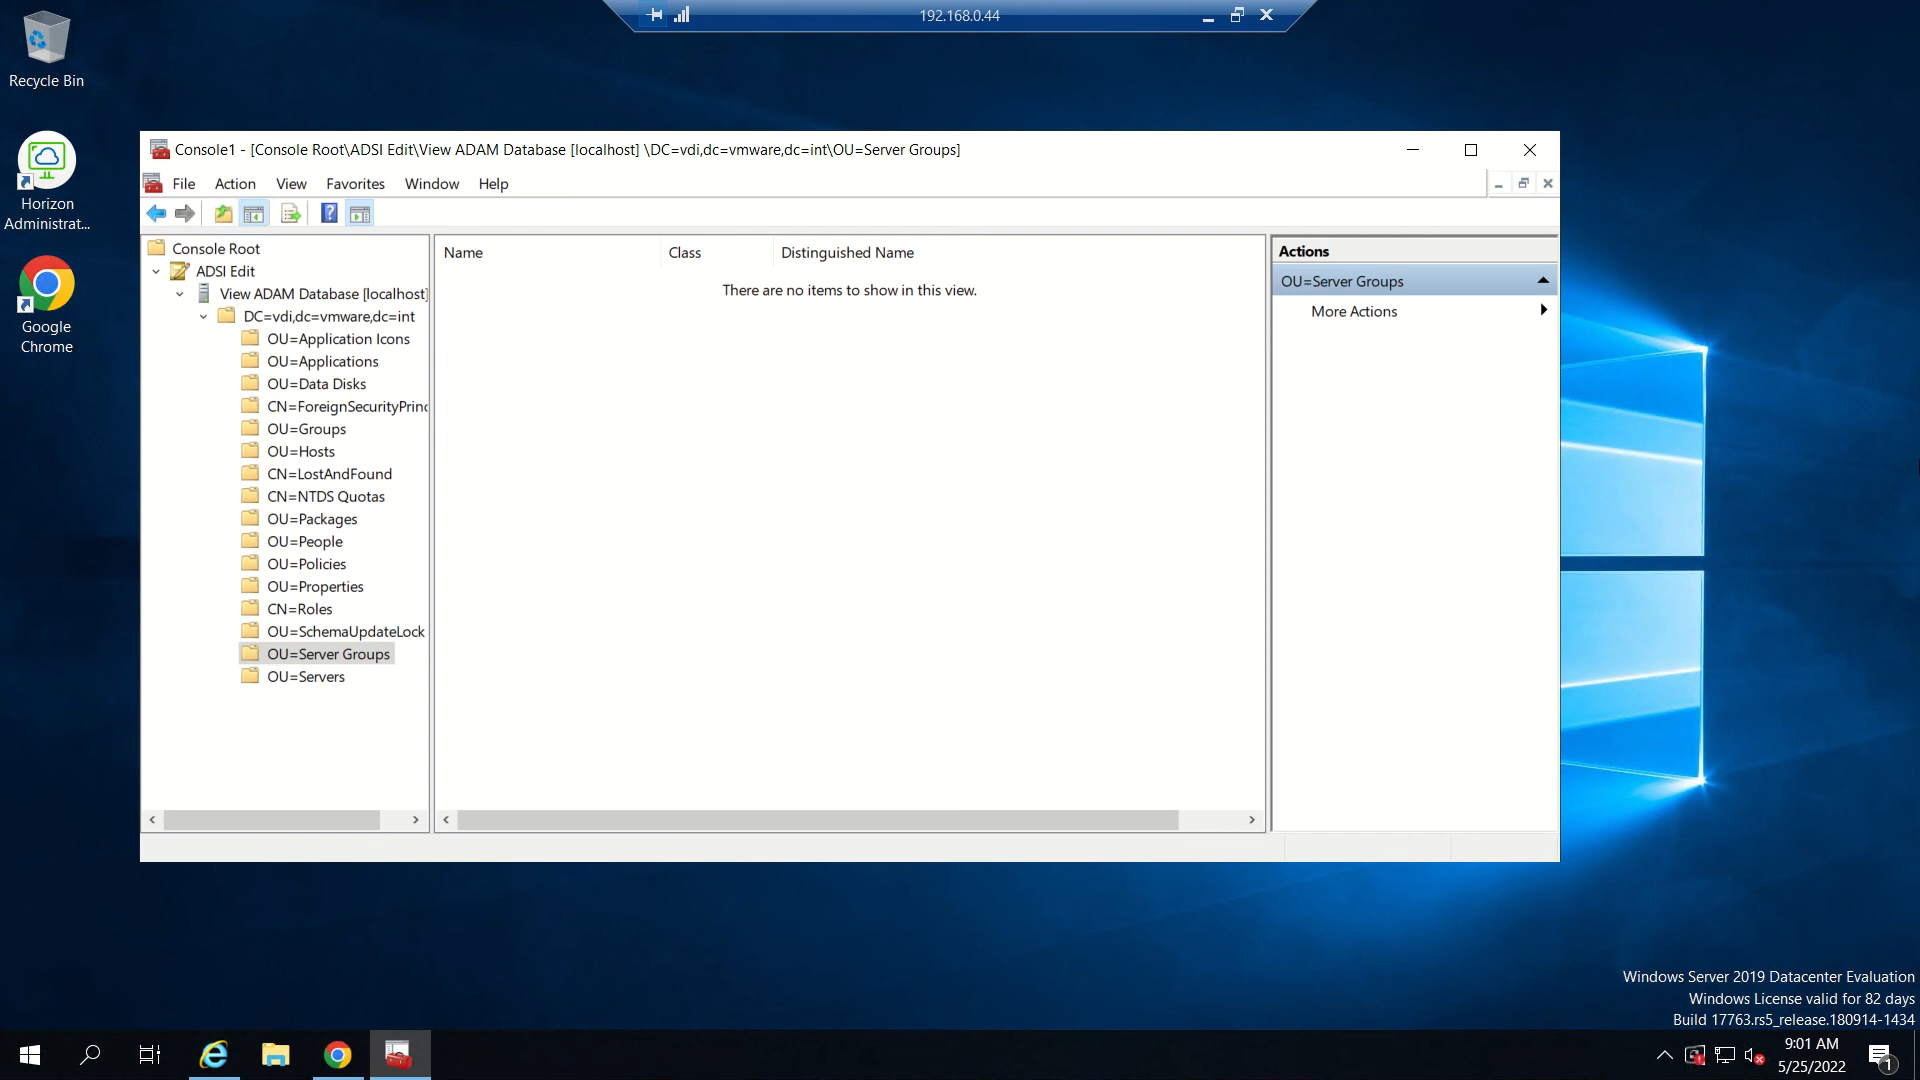 192.168.0.44
Recycle Bin
Horizon
Administrat...
Google
Chrome
Console1 - [Console Root\ADSI Edit\View ADAM Database [localhost] \DC=vdi,dc=vmware,dc=int\OU=Server Groups]
File Action View Favorites Window Help
Console Root
ADSI Edit
View ADAM Database [localhost]
DC=vdi,dc=vmware,dc=int
OU=Application Icons
OU=Applications
OU=Data Disks
CN=ForeignSecurityPrinc
OU=Groups
OU=Hosts
CN=LostAndFound
CN=NTDS Quotas
OU=Packages
OU=People
OU=Policies
OU=Properties
CN=Roles
OU=SchemaUpdateLock
OU=Server Groups
OU=Servers
Name Class Distinguished Name
There are no items to show in this view.
Actions
OU=Server Groups
More Actions
Windows Server 2019 Datacenter Evaluation
Windows License valid for 82 days
Build 17763.rs5_release.180914-1434
9:01 AM
5/25/2022
1